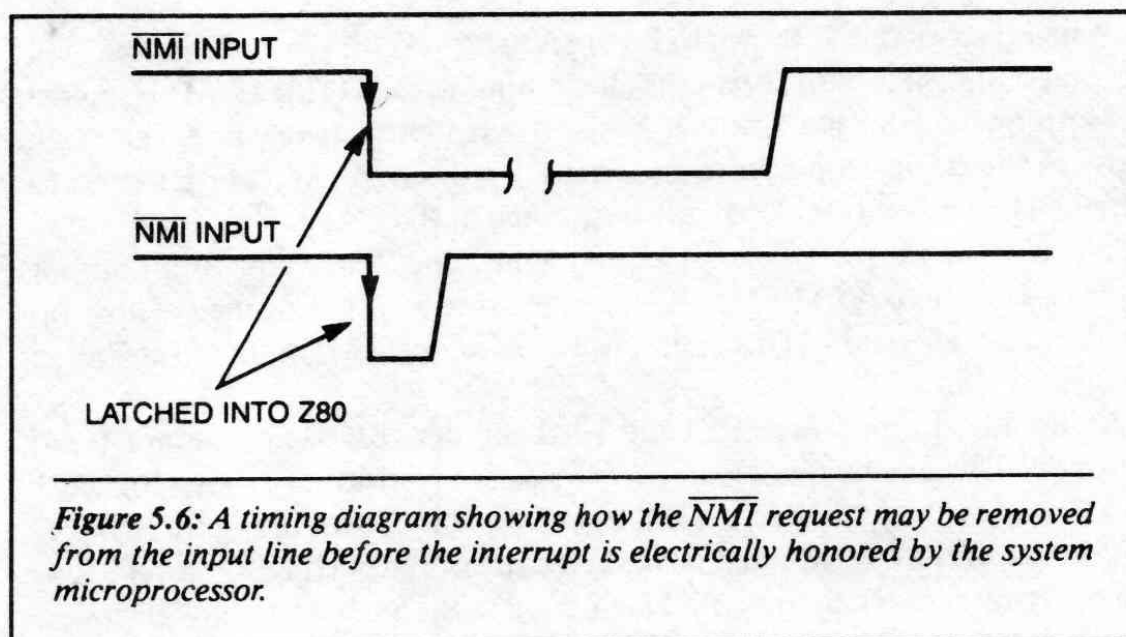 NMI INPUT
NMI INPUT
LATCHED INTO Z80
Figure 5.6: A timing diagram showing how the NMI request may be removed
from the input line before the interrupt is electrically honored by the system
microprocessor.